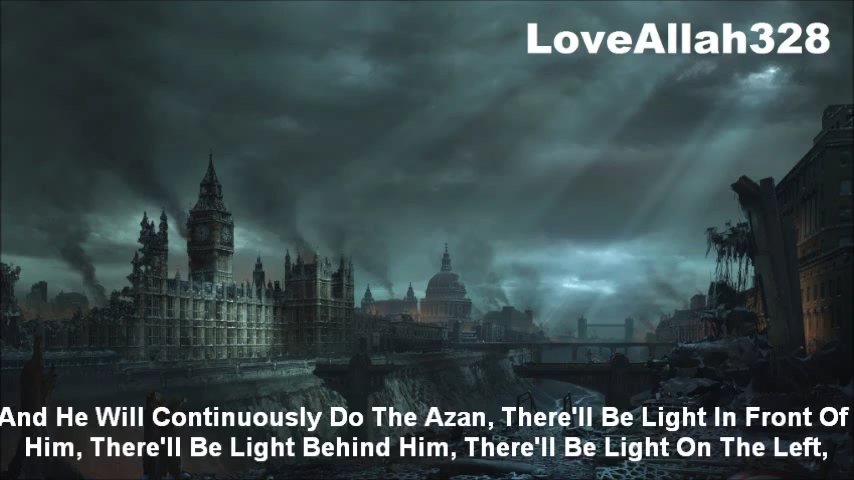 LoveAllah328
And He Will Continuously Do The Azan, There'll Be Light In Front Of
Him, There'll Be Light Behind Him, There'll Be Light On The Left,